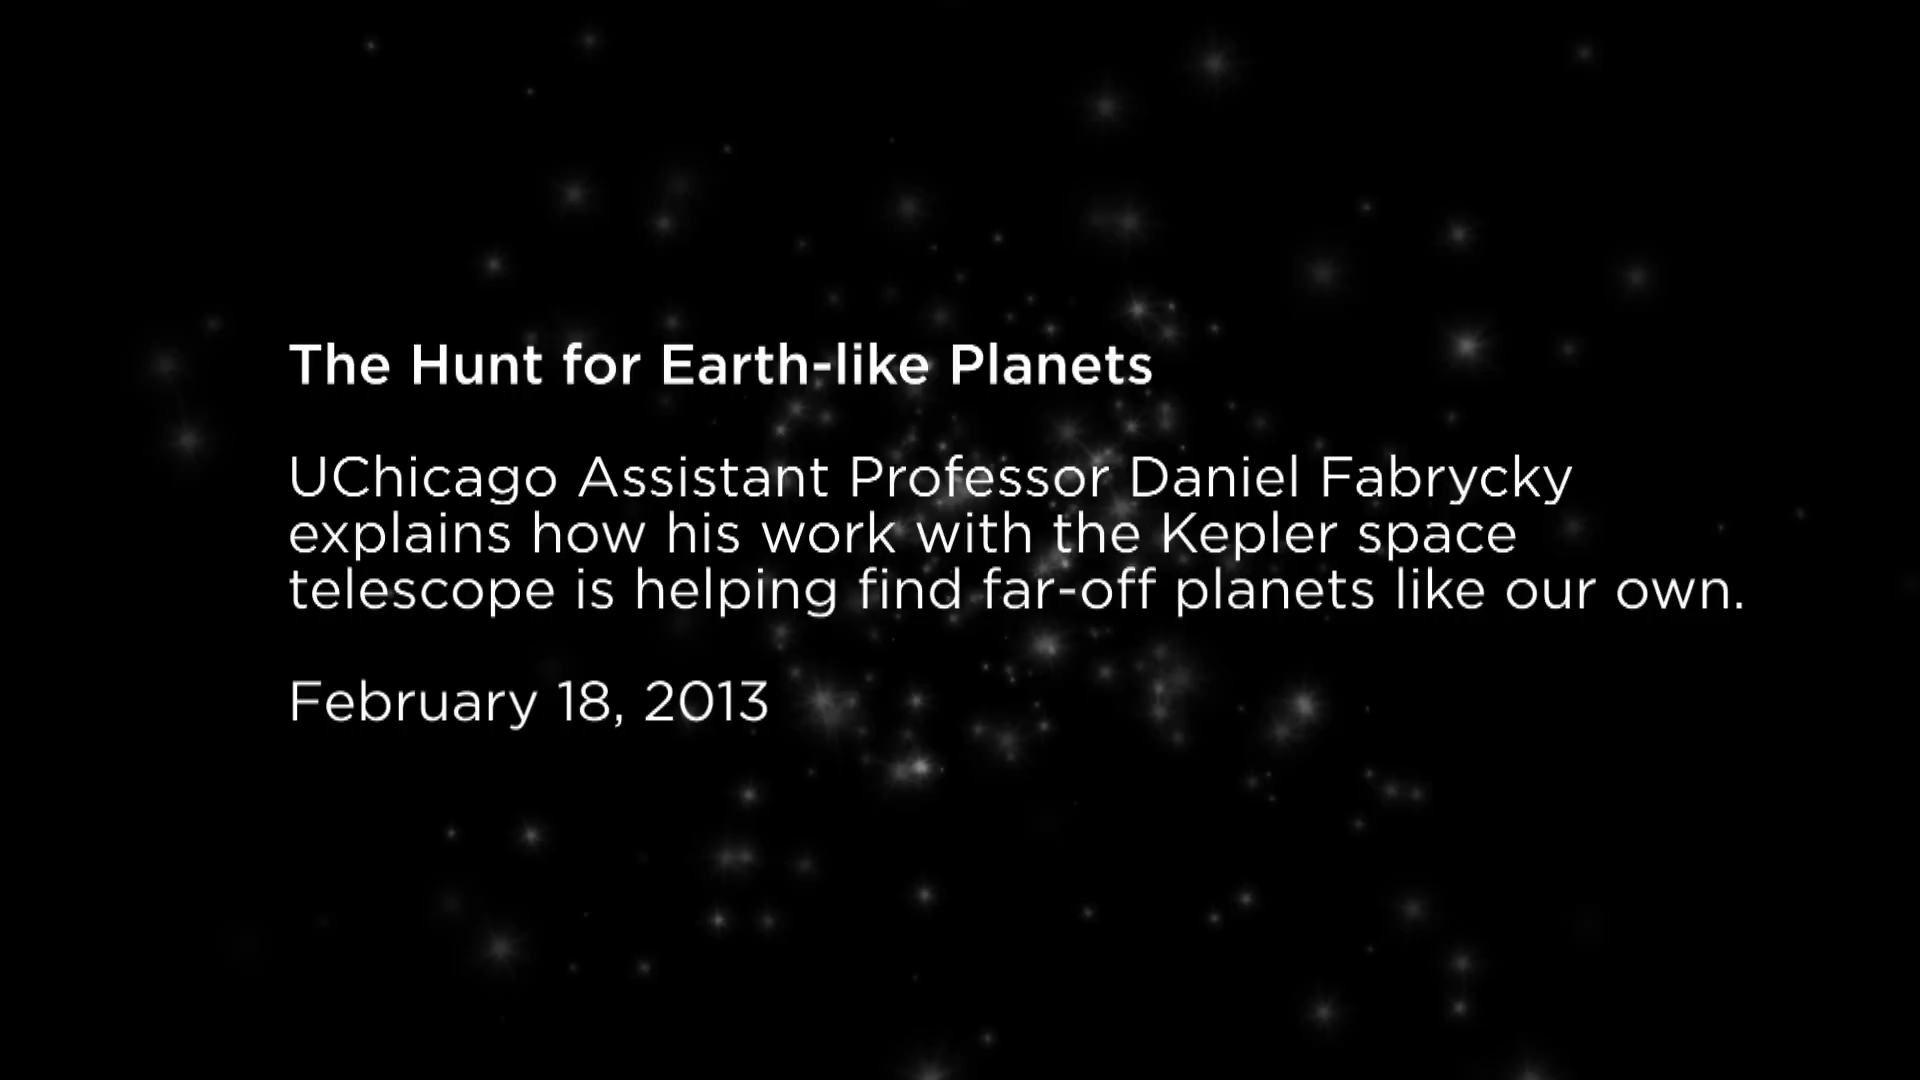 The Hunt for Earth-like Planets
UChicago Assistant Professor Daniel Fabrycky
explains how his work with the Kepler space
telescope is helping find far-off planets like our own.
February 18, 2013